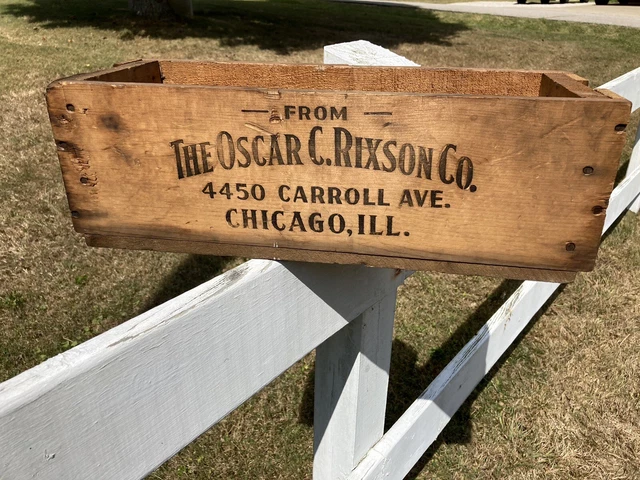 — FROM —
THE OSCAR C. RIXSON CO.
4450 CARROLL AVE.
CHICAGO, ILL.